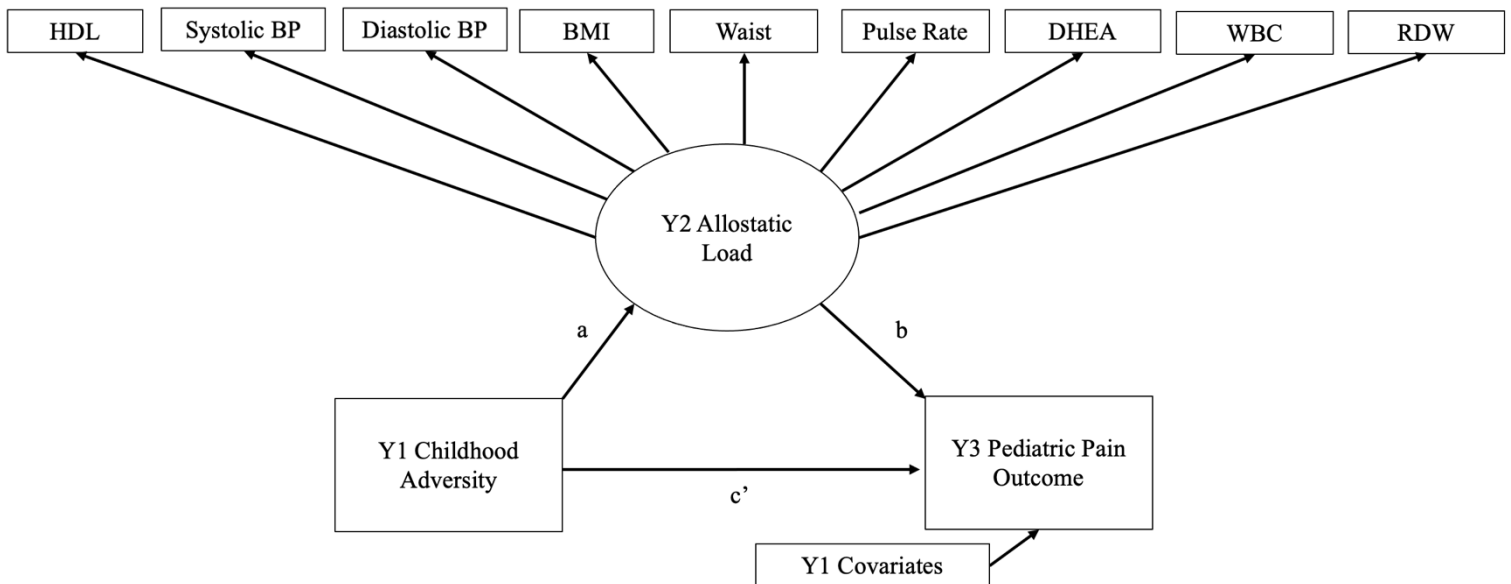 HDL
Systolic BP
Diastolic BP
BMI
Waist
Pulse Rate
DHEA
WBC
RDW
Y2 Allostatic
Load
a
b
Y1 Childhood
Adversity
Y3 Pediatric Pain
Outcome
c’
Y1 Covariates